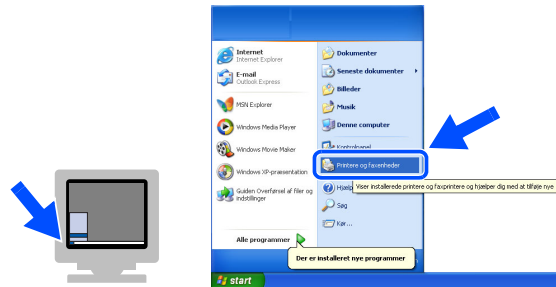 Internet
Internet Explorer
E-mail
Outlook Express
MSN Explorer
Windows Media Player
Windows Movie Maker
Windows XP-præsentation
Guiden Overførsel af filer og
indstillinger
Alle programmer
Dokumenter
Seneste dokumenter
Billeder
Musik
Denne computer
Kontrolpanel
Printere og faxenheder
Hjælp
Viser installerede printere og faxprintere og hjælper dig med at tilføje nye
Søg
Kør...
Der er installeret nye programmer
start